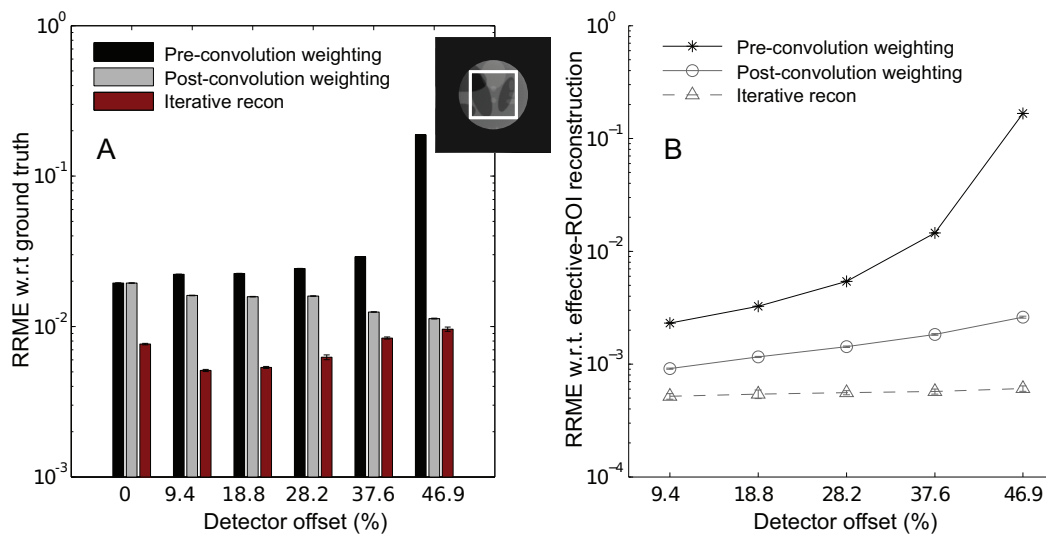 Pre-convolution weighting
Post-convolution weighting
Iterative recon
A
RRME w.r.t ground truth
10^0
10^-1
10^-2
10^-3
0 9.4 18.8 28.2 37.6 46.9
Detector offset (%)
Pre-convolution weighting
Post-convolution weighting
Iterative recon
B
RRME w.r.t. effective-ROI reconstruction
10^0
10^-1
10^-2
10^-3
10^-4
9.4 18.8 28.2 37.6 46.9
Detector offset (%)